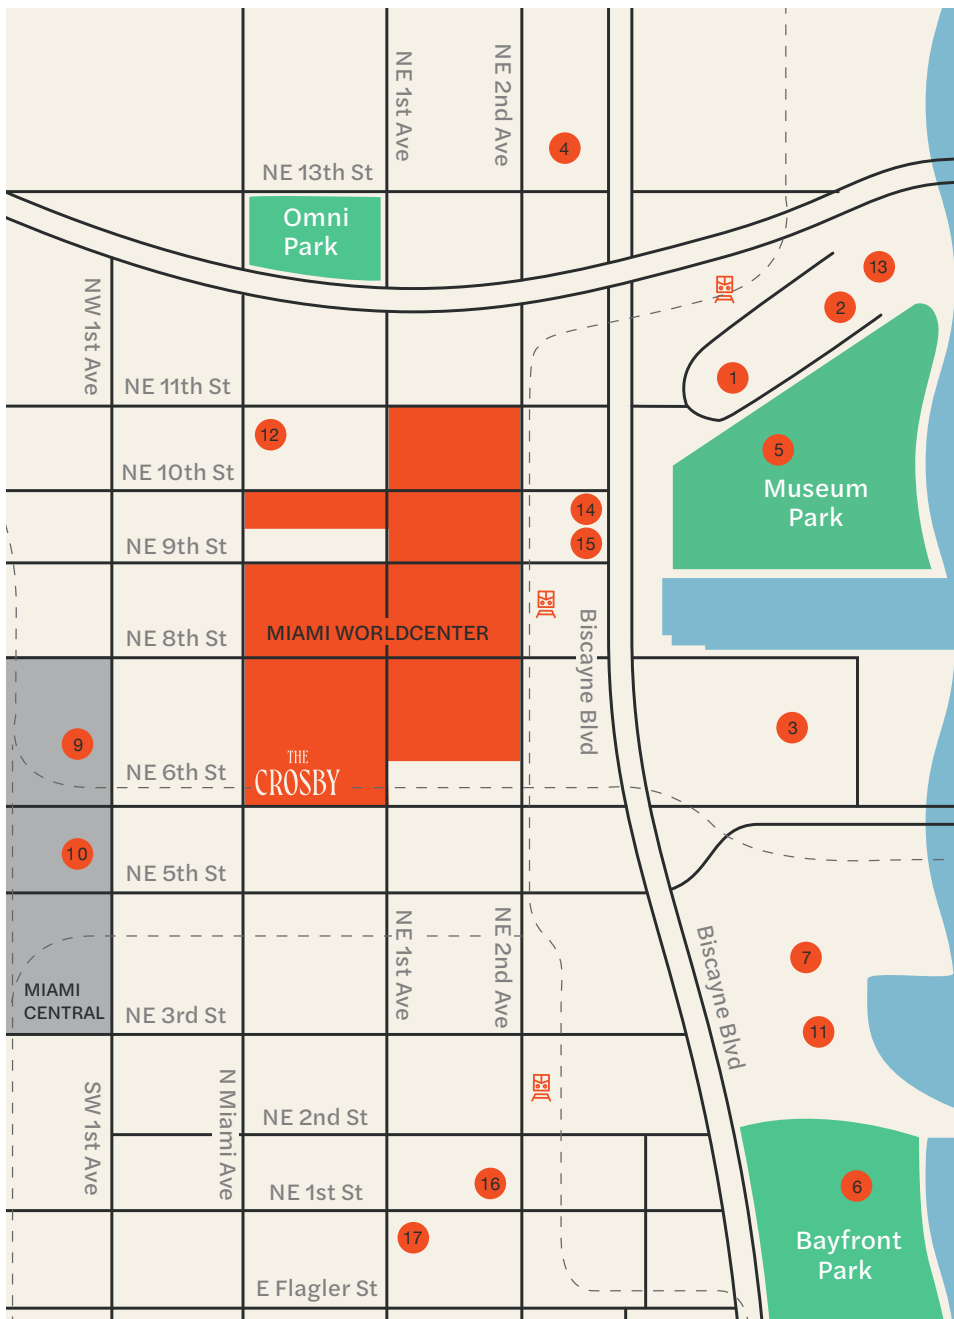 NE 1st Ave
NE 2nd Ave
4
NE 13th St
Omni
Park
13
NW 1st Ave
2
1
NE 11th St
12
5
NE 10th St
Museum
Park
14
15
NE 9th St
Biscayne Blvd
MIAMI WORLDCENTER
NE 8th St
3
9
THE
CROSBY
NE 6th St
10
NE 5th St
NE 1st Ave
NE 2nd Ave
Biscayne Blvd
7
MIAMI
CENTRAL
NE 3rd St
11
SW 1st Ave
N Miami Ave
NE 2nd St
16
6
NE 1st St
17
Bayfront
Park
E Flagler St